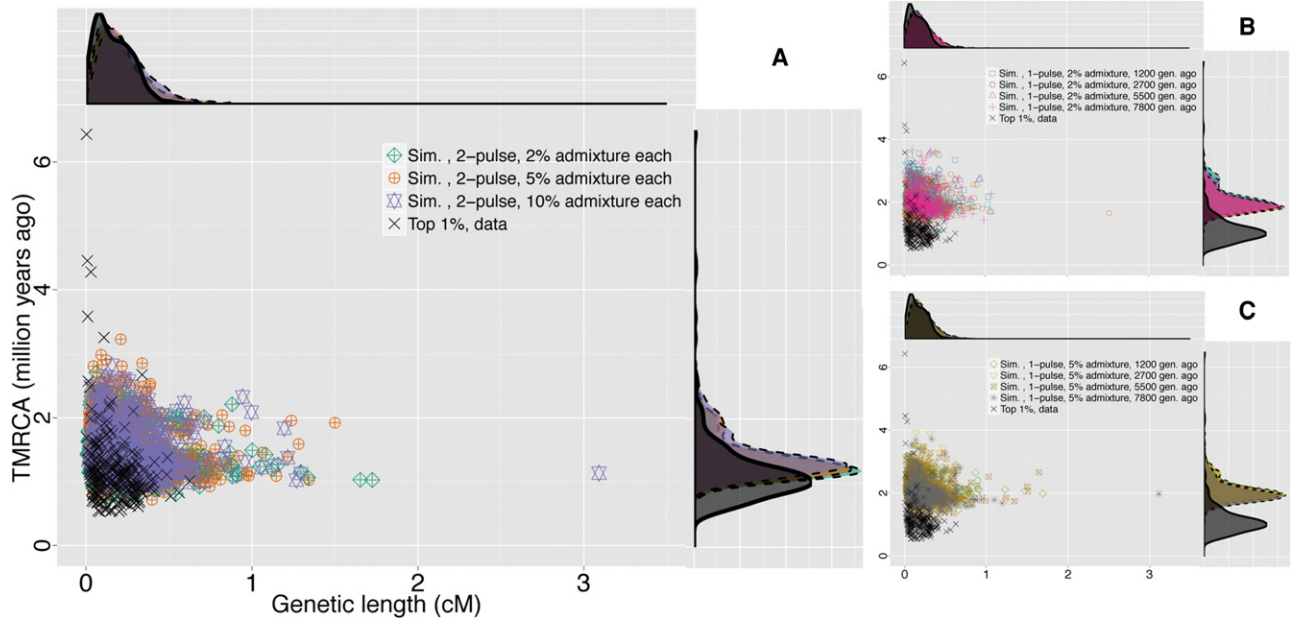 A
Sim. , 2-pulse, 2% admixture each
Sim. , 2-pulse, 5% admixture each
Sim. , 2-pulse, 10% admixture each
Top 1%, data
TMRCA (million years ago)
6
4
2
0
0
1
2
3
Genetic length (cM)
B
Sim. , 1-pulse, 2% admixture, 1200 gen. ago
Sim. , 1-pulse, 2% admixture, 2700 gen. ago
Sim. , 1-pulse, 2% admixture, 5500 gen. ago
Sim. , 1-pulse, 2% admixture, 7800 gen. ago
Top 1%, data
6
4
2
0
0
1
2
3
C
Sim. , 1-pulse, 5% admixture, 1200 gen. ago
Sim. , 1-pulse, 5% admixture, 2700 gen. ago
Sim. , 1-pulse, 5% admixture, 5500 gen. ago
Sim. , 1-pulse, 5% admixture, 7800 gen. ago
Top 1%, data
6
4
2
0
0
1
2
3